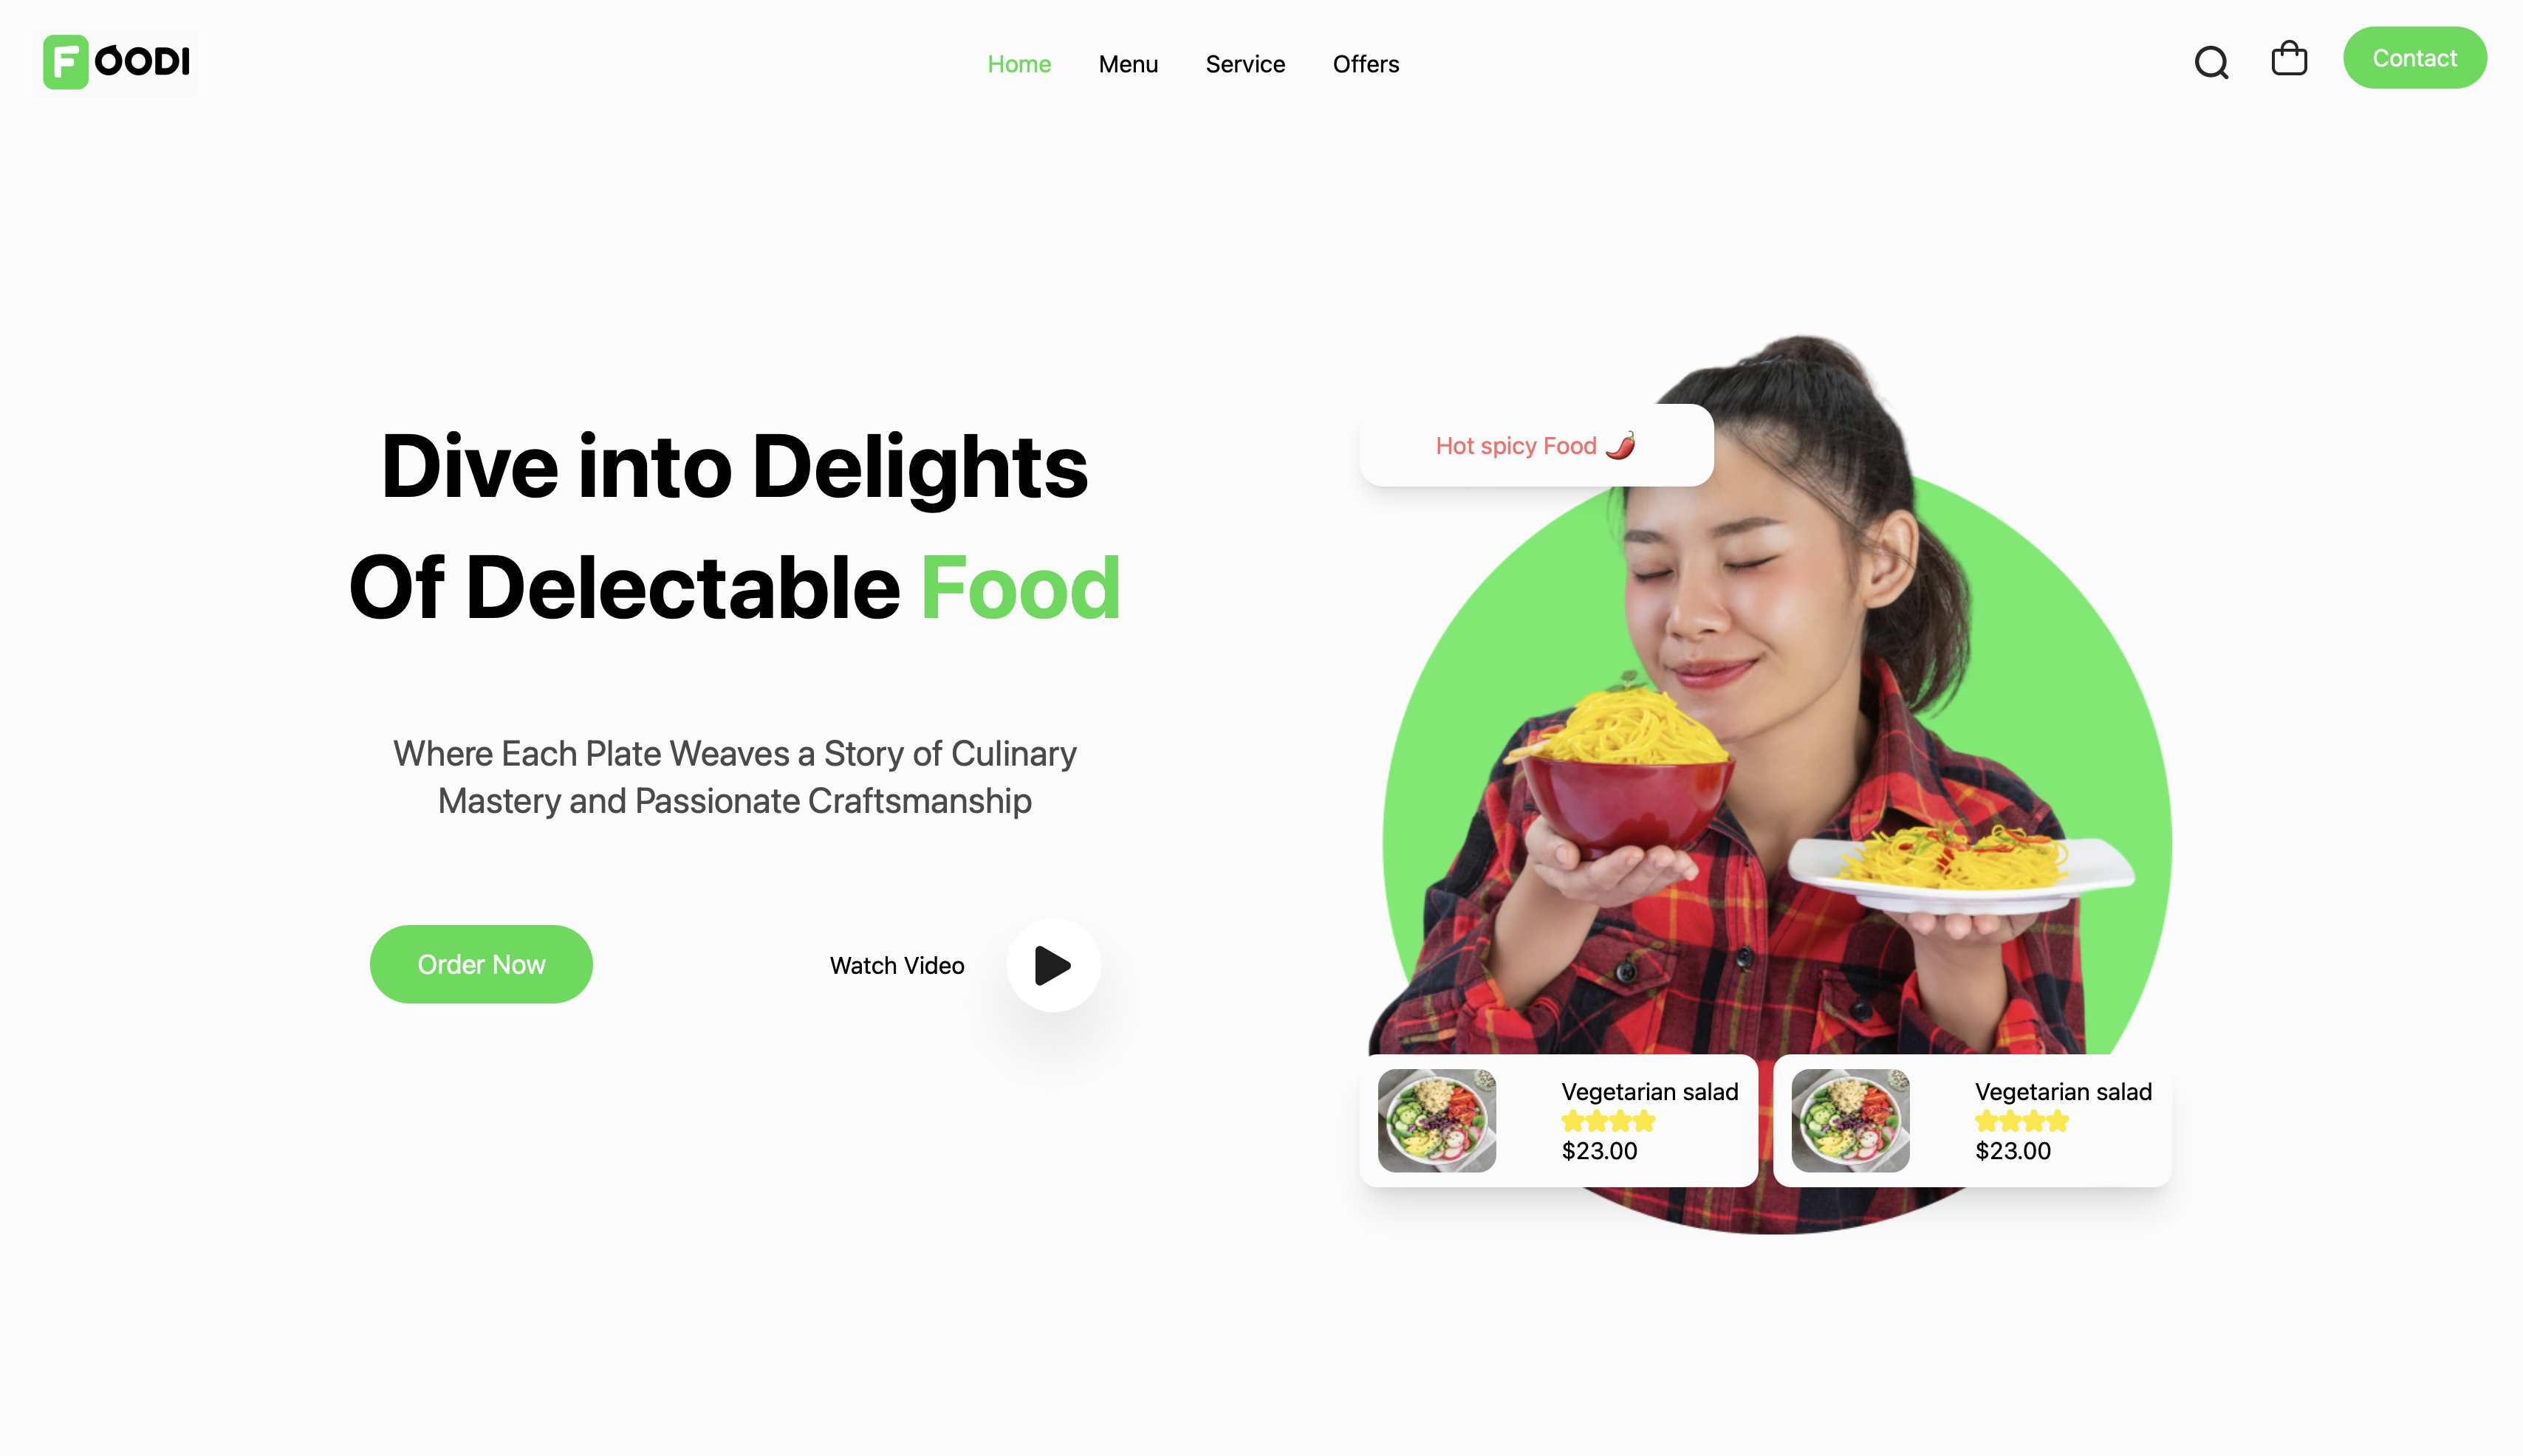 FOODI
Home Menu Service Offers
Contact
Dive into Delights
Of Delectable Food
Where Each Plate Weaves a Story of Culinary
Mastery and Passionate Craftsmanship
Order Now
Watch Video
Hot spicy Food 🌶️
Vegetarian salad
$23.00
Vegetarian salad
$23.00